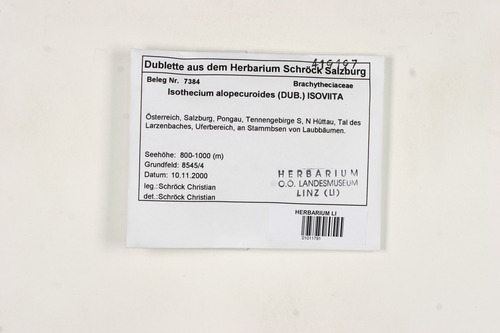 419197
Dublette aus dem Herbarium Schröck Salzburg
Beleg Nr. 7384 Brachytheciaceae
Isothecium alopecuroides (DUB.) ISOVIITA
Österreich, Salzburg, Pongau, Tennengebirge S, N Hüttau, Tal des
Larzenbaches, Uferbereich, an Stammbsen von Laubbäumen.
Seehöhe: 800-1000 (m)
Grundfeld: 8545/4
Datum: 10.11.2000
leg.:Schröck Christian
det.:Schröck Christian
HERBARIUM
O.Ö. LANDESMUSEUM
LINZ (LI)
HERBARIUM LI
01011791